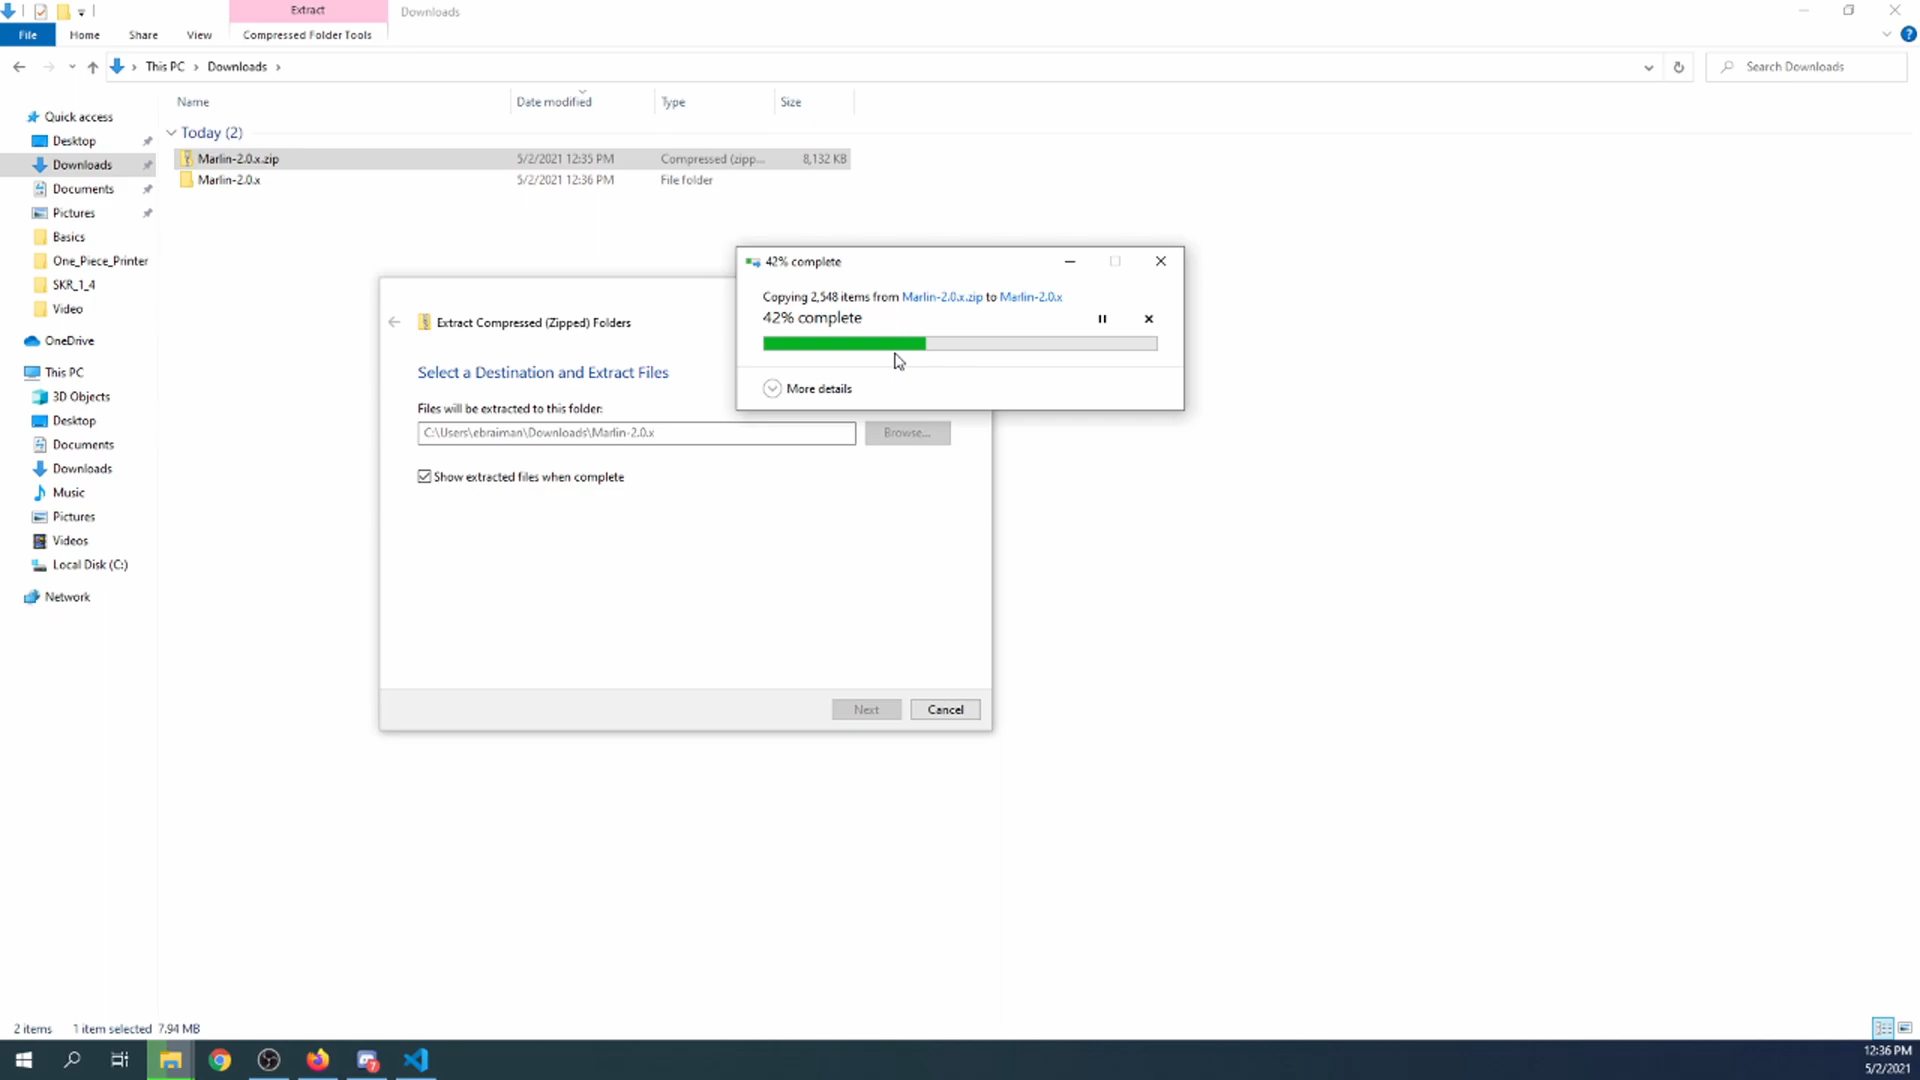 Extract
Downloads
File
Home
Share
View
Compressed Folder Tools
This PC
Downloads
Search Downloads
Name
Date modified
Type
Size
Quick access
Desktop
Downloads
Documents
Pictures
Basics
One_Piece_Printer
SKR_1_4
Video
OneDrive
This PC
3D Objects
Desktop
Documents
Downloads
Music
Pictures
Videos
Local Disk (C:)
Network
Today (2)
Marlin-2.0.x.zip 5/2/2021 12:35 PM Compressed (zipp... 8,132 KB
Marlin-2.0.x 5/2/2021 12:36 PM File folder
42% complete
Copying 2,548 items from Marlin-2.0.x.zip to Marlin-2.0.x
42% complete
More details
Extract Compressed (Zipped) Folders
Select a Destination and Extract Files
Files will be extracted to this folder:
C:\Users\ebraiman\Downloads\Marlin-2.0.x
Browse...
Show extracted files when complete
Next
Cancel
2 items 1 item selected 7.94 MB
12:36 PM
5/2/2021